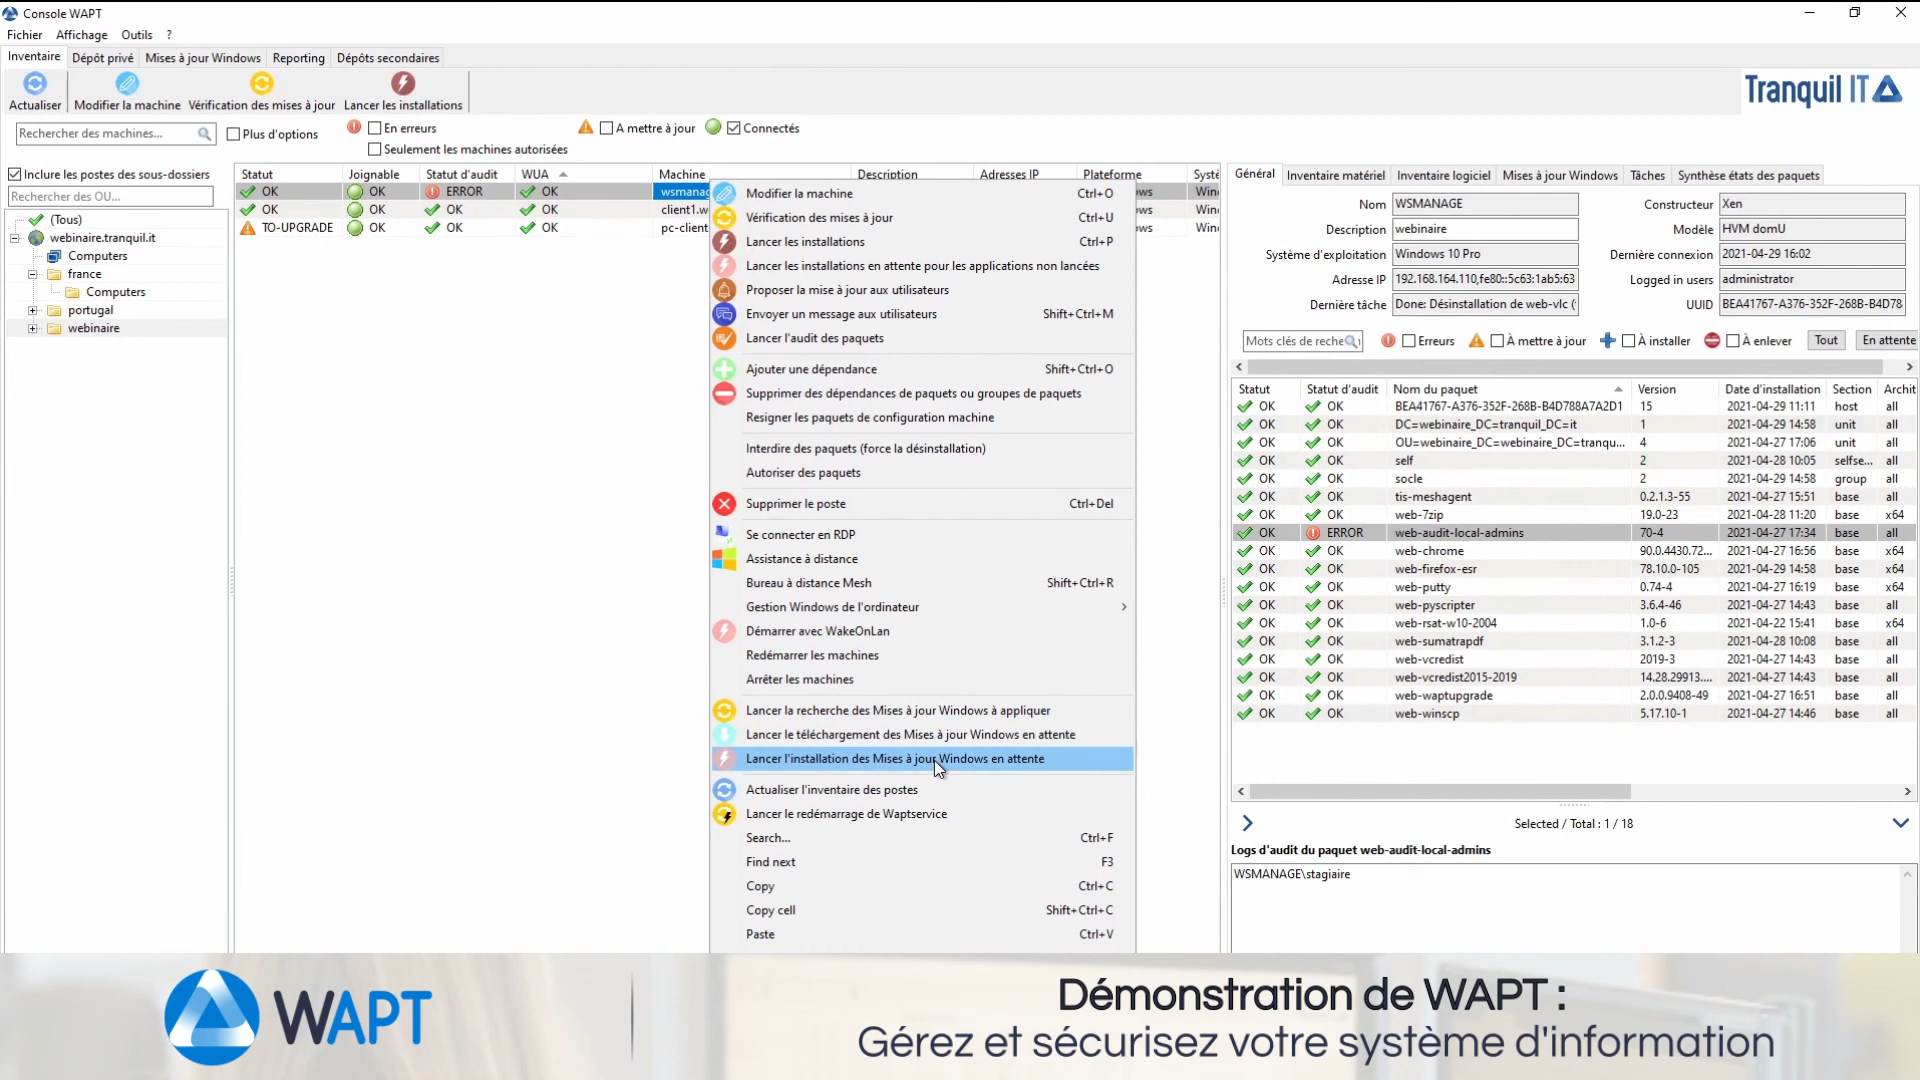 Console WAPT
Fichier Affichage Outils ?
Inventaire Dépôt privé Mises à jour Windows Reporting Dépôts secondaires
Actualiser Modifier la machine Vérification des mises à jour Lancer les installations
Tranquil IT
Rechercher des machines... Plus d'options En erreurs A mettre à jour Connectés
Seulement les machines autorisées
Inclure les postes des sous-dossiers
Rechercher des OU...
(Tous)
webinaire.tranquil.it
Computers
france
Computers
portugal
webinaire
Statut Joignable Statut d'audit WUA Machine Description Adresses IP Plateforme Systè
OK OK ERROR OK wsmanag ws Win
OK OK OK OK client1.w ws Win
TO-UPGRADE OK OK OK pc-client ws Win
Modifier la machine Ctrl+O
Vérification des mises à jour Ctrl+U
Lancer les installations Ctrl+P
Lancer les installations en attente pour les applications non lancées
Proposer la mise à jour aux utilisateurs
Envoyer un message aux utilisateurs Shift+Ctrl+M
Lancer l'audit des paquets
Ajouter une dépendance Shift+Ctrl+O
Supprimer des dépendances de paquets ou groupes de paquets
Resigner les paquets de configuration machine
Interdire des paquets (force la désinstallation)
Autoriser des paquets
Supprimer le poste Ctrl+Del
Se connecter en RDP
Assistance à distance
Bureau à distance Mesh Shift+Ctrl+R
Gestion Windows de l'ordinateur
Démarrer avec WakeOnLan
Redémarrer les machines
Arrêter les machines
Lancer la recherche des Mises à jour Windows à appliquer
Lancer le téléchargement des Mises à jour Windows en attente
Lancer l'installation des Mises à jour Windows en attente
Actualiser l'inventaire des postes
Lancer le redémarrage de Waptservice
Search... Ctrl+F
Find next F3
Copy Ctrl+C
Copy cell Shift+Ctrl+C
Paste Ctrl+V
Général Inventaire matériel Inventaire logiciel Mises à jour Windows Tâches Synthèse états des paquets
Nom WSMANAGE Constructeur Xen
Description webinaire Modèle HVM domU
Système d'exploitation Windows 10 Pro Dernière connexion 2021-04-29 16:02
Adresse IP 192.168.164.110,fe80::5c63:1ab5:63 Logged in users administrator
Dernière tâche Done: Désinstallation de web-vlc ( UUID BEA41767-A376-352F-268B-B4D78
Mots clés de reche Erreurs À mettre à jour À installer À enlever Tout En attente
Statut Statut d'audit Nom du paquet Version Date d'installation Section Archit
OK OK BEA41767-A376-352F-268B-B4D788A7A2D1 15 2021-04-29 11:11 host all
OK OK DC=webinaire_DC=tranquil_DC=it 1 2021-04-29 14:58 unit all
OK OK OU=webinaire_DC=webinaire_DC=tranqu... 4 2021-04-27 17:06 unit all
OK OK self 2 2021-04-28 10:05 selfse... all
OK OK socle 2 2021-04-29 14:58 group all
OK OK tis-meshagent 0.2.1.3-55 2021-04-27 15:51 base all
OK OK web-7zip 19.0-23 2021-04-28 11:20 base x64
OK ERROR web-audit-local-admins 70-4 2021-04-27 17:34 base all
OK OK web-chrome 90.0.4430.72... 2021-04-27 16:56 base x64
OK OK web-firefox-esr 78.10.0-105 2021-04-29 14:58 base x64
OK OK web-putty 0.74-4 2021-04-27 16:19 base x64
OK OK web-pyscripter 3.6.4-46 2021-04-27 14:43 base all
OK OK web-rsat-w10-2004 1.0-6 2021-04-22 15:41 base x64
OK OK web-sumatrapdf 3.1.2-3 2021-04-28 10:08 base all
OK OK web-vcredist 2019-3 2021-04-27 14:43 base all
OK OK web-vcredist2015-2019 14.28.29913.... 2021-04-27 14:43 base all
OK OK web-waptupgrade 2.0.0.9408-49 2021-04-27 16:51 base all
OK OK web-winscp 5.17.10-1 2021-04-27 14:46 base all
Selected / Total : 1 / 18
Logs d'audit du paquet web-audit-local-admins
WSMANAGE\stagiaire
WAPT
Démonstration de WAPT :
Gérez et sécurisez votre système d'information